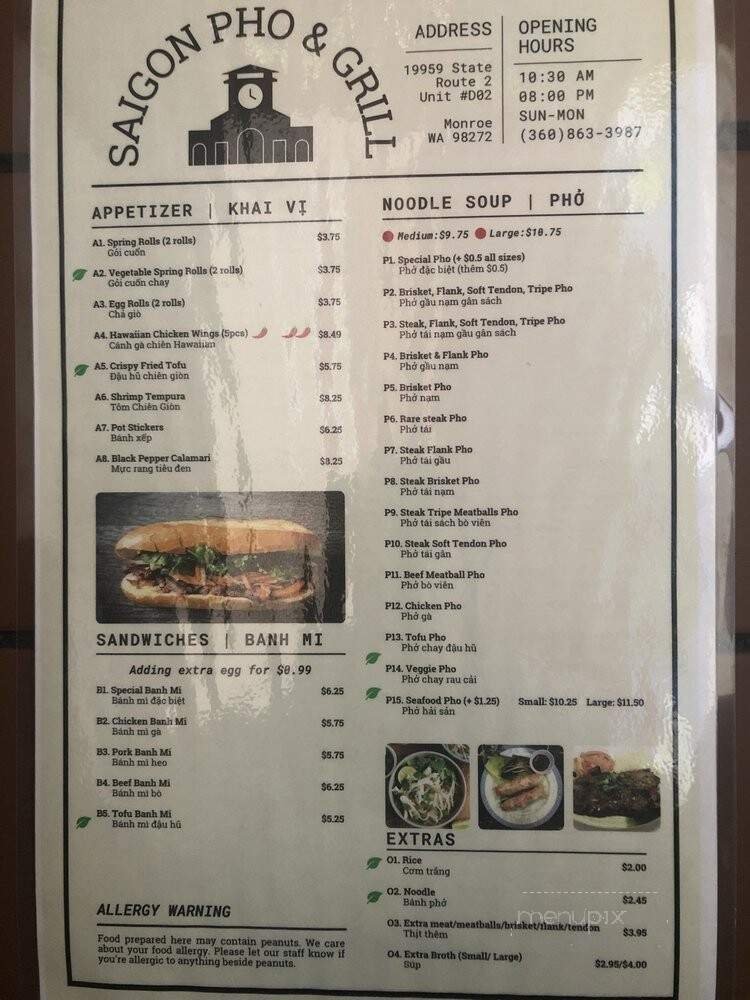 SAIGON PHO & GRILL
ADDRESS
19959 State
Route 2
Unit #D02
Monroe
WA 98272
OPENING
HOURS
10:30 AM
08:00 PM
SUN-MON
(360)863-3987
APPETIZER | KHAI VỊ
A1. Spring Rolls (2 rolls) $3.75
Gỏi cuốn
A2. Vegetable Spring Rolls (2 rolls) $3.75
Gỏi cuốn chay
A3. Egg Rolls (2 rolls) $3.75
Chả giò
A4. Hawaiian Chicken Wings (5pcs) $8.49
Cánh gà chiên Hawaiian
A5. Crispy Fried Tofu $5.75
Đậu hũ chiên giòn
A6. Shrimp Tempura $8.25
Tôm Chiên Giòn
A7. Pot Stickers $6.25
Bánh xếp
A8. Black Pepper Calamari $8.25
Mực rang tiêu đen
SANDWICHES | BANH MI
Adding extra egg for $0.99
B1. Special Banh Mi $6.25
Bánh mì đặc biệt
B2. Chicken Banh Mi $5.75
Bánh mì gà
B3. Pork Banh Mi $5.75
Bánh mì heo
B4. Beef Banh Mi $6.25
Bánh mì bò
B5. Tofu Banh Mi $5.25
Bánh mì đậu hũ
ALLERGY WARNING
Food prepared here may contain peanuts. We care
about your food allergy. Please let our staff know if
you're allergic to anything beside peanuts.
NOODLE SOUP | PHỞ
Medium:$9.75 Large:$10.75
P1. Special Pho (+ $0.5 all sizes)
Phở đặc biệt (thêm $0.5)
P2. Brisket, Flank, Soft Tendon, Tripe Pho
Phở gầu nạm gân sách
P3. Steak, Flank, Soft Tendon, Tripe Pho
Phở tái nạm gầu gân sách
P4. Brisket & Flank Pho
Phở gầu nạm
P5. Brisket Pho
Phở nạm
P6. Rare steak Pho
Phở tái
P7. Steak Flank Pho
Phở tái gầu
P8. Steak Brisket Pho
Phở tái nạm
P9. Steak Tripe Meatballs Pho
Phở tái sách bò viên
P10. Steak Soft Tendon Pho
Phở tái gân
P11. Beef Meatball Pho
Phở bò viên
P12. Chicken Pho
Phở gà
P13. Tofu Pho
Phở chay đậu hũ
P14. Veggie Pho
Phở chay rau cải
P15. Seafood Pho (+ $1.25) Small: $10.25 Large: $11.50
Phở hải sản
EXTRAS
O1. Rice $2.00
Cơm trắng
O2. Noodle $2.45
Bánh phở
O3. Extra meat/meatballs/brisket/flank/tendon $3.95
Thịt thêm
O4. Extra Broth (Small/ Large) $2.95/$4.00
Súp
menupix